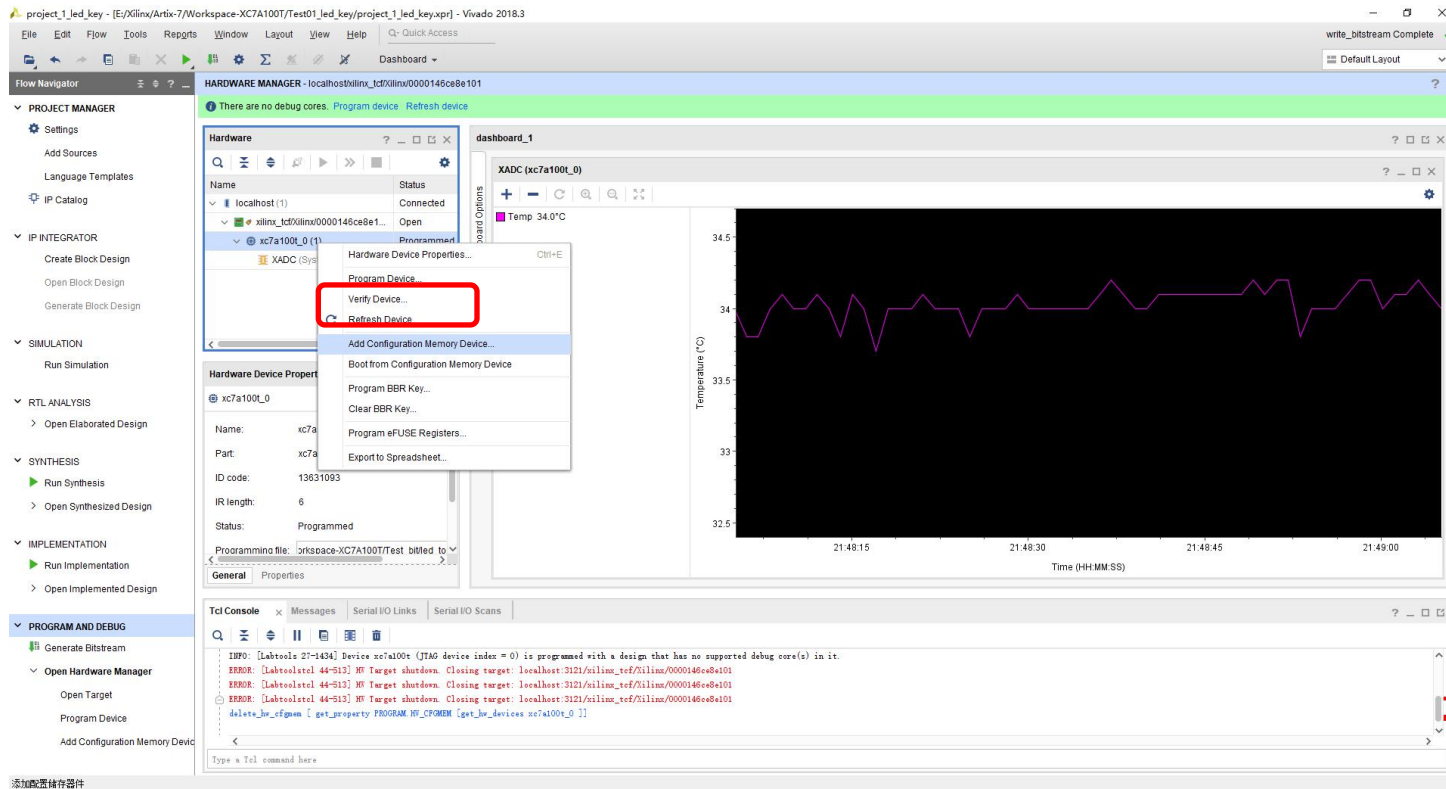 project_1_led_key - [E:/Xilinx/Artix-7/Workspace-XC7A100T/Test01_led_key/project_1_led_key.xpr] - Vivado 2018.3
File Edit Flow Tools Reports Window Layout View Help Q- Quick Access
write_bitstream Complete
Dashboard
Default Layout
Flow Navigator
HARDWARE MANAGER - localhost/xilinx_tcf/Xilinx/0000146ce8e101
There are no debug cores. Program device Refresh device
PROJECT MANAGER
Settings
Add Sources
Language Templates
IP Catalog
IP INTEGRATOR
Create Block Design
Open Block Design
Generate Block Design
SIMULATION
Run Simulation
RTL ANALYSIS
Open Elaborated Design
SYNTHESIS
Run Synthesis
Open Synthesized Design
IMPLEMENTATION
Run Implementation
Open Implemented Design
PROGRAM AND DEBUG
Generate Bitstream
Open Hardware Manager
Open Target
Program Device
Add Configuration Memory Devic
Hardware
Name Status
localhost (1) Connected
xilinx_tcf/Xilinx/0000146ce8e1... Open
xc7a100t_0 (1) Programmed
XADC (Sys
Hardware Device Properties... Ctrl+E
Program Device...
Verify Device...
Refresh Device
Add Configuration Memory Device...
Boot from Configuration Memory Device
Program BBR Key...
Clear BBR Key...
Program eFUSE Registers...
Export to Spreadsheet...
Hardware Device Propert
xc7a100t_0
Name: xc7a
Part: xc7a
ID code: 13631093
IR length: 6
Status: Programmed
Programming file: orkspace-XC7A100T/Test_bit/led_to
General Properties
dashboard_1
board Options
XADC (xc7a100t_0)
Temp 34.0°C
Temperature (°C)
34.5
34
33.5
33
32.5
21:48:15 21:48:30 21:48:45 21:49:00
Time (HH:MM:SS)
Tcl Console Messages Serial I/O Links Serial I/O Scans
INFO: [Labtools 27-1434] Device xc7a100t (JTAG device index = 0) is programmed with a design that has no supported debug core(s) in it.
ERROR: [Labtoolstcl 44-513] HW Target shutdown. Closing target: localhost:3121/xilinx_tcf/Xilinx/0000146ce8e101
ERROR: [Labtoolstcl 44-513] HW Target shutdown. Closing target: localhost:3121/xilinx_tcf/Xilinx/0000146ce8e101
ERROR: [Labtoolstcl 44-513] HW Target shutdown. Closing target: localhost:3121/xilinx_tcf/Xilinx/0000146ce8e101
delete_hw_cfgmem [ get_property PROGRAM.HW_CFGMEM [get_hw_devices xc7a100t_0 ]]
Type a Tcl command here
添加配置储存器件